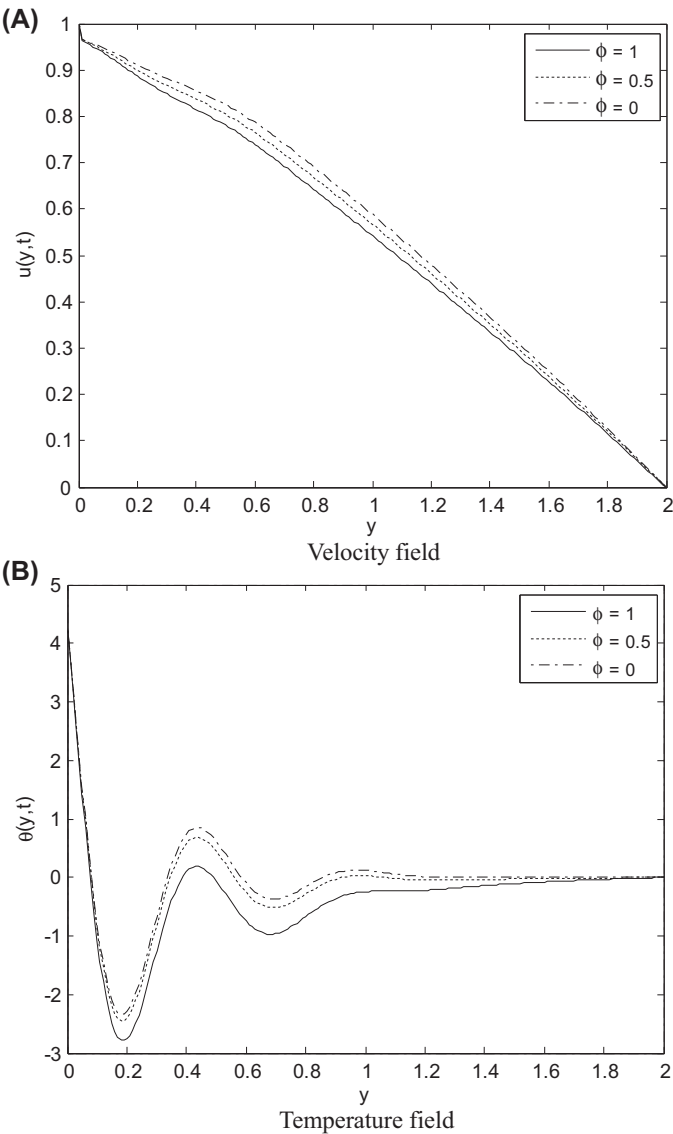 (A)
1
0.9
0.8
0.7
0.6
0.5
0.4
0.3
0.2
0.1
0
u(y,t)
ϕ = 1
ϕ = 0.5
ϕ = 0
0 0.2 0.4 0.6 0.8 1 1.2 1.4 1.6 1.8 2
y
Velocity field
(B)
5
4
3
2
1
0
-1
-2
-3
θ(y,t)
ϕ = 1
ϕ = 0.5
ϕ = 0
0 0.2 0.4 0.6 0.8 1 1.2 1.4 1.6 1.8 2
y
Temperature field